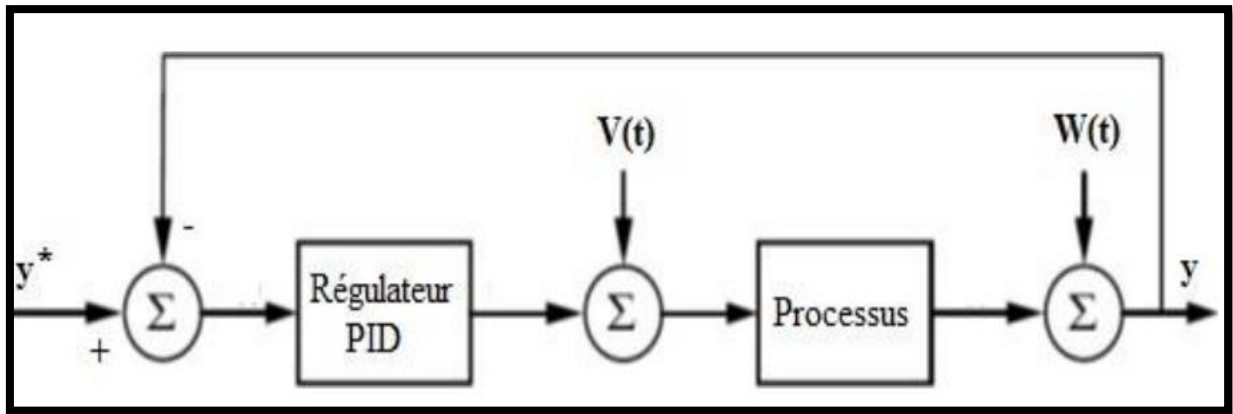 V(t)
W(t)
-
y*
y
Σ
Régulateur
PID
Σ
Processus
Σ
+